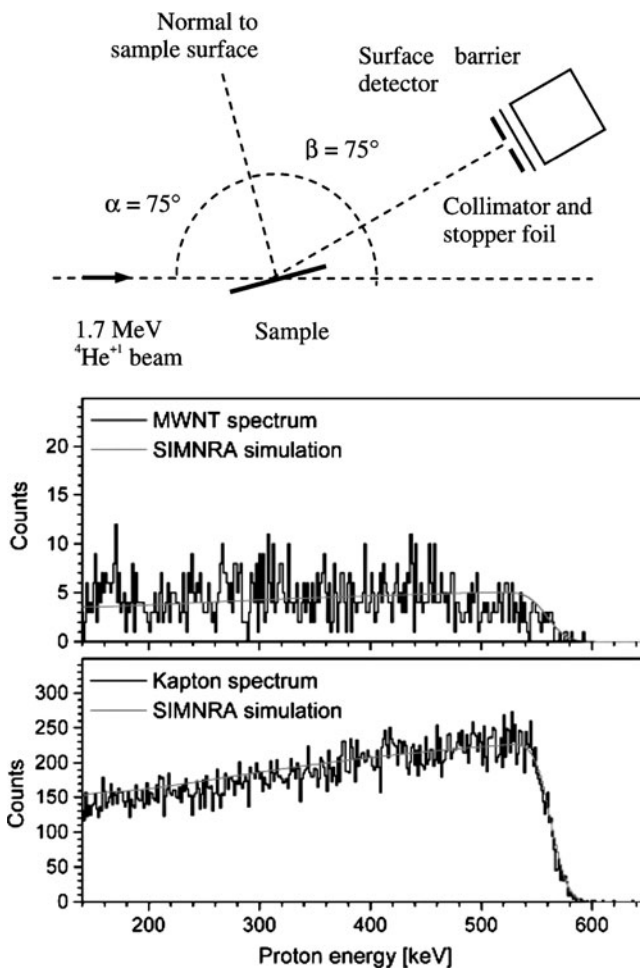 Normal to
sample surface
Surface barrier
detector
β = 75°
α = 75°
Collimator and
stopper foil
1.7 MeV
⁴He⁺¹ beam
Sample
MWNT spectrum
SIMNRA simulation
Counts
20
15
10
5
0
Kapton spectrum
SIMNRA simulation
Counts
300
250
200
150
100
50
0
200 300 400 500 600
Proton energy [keV]